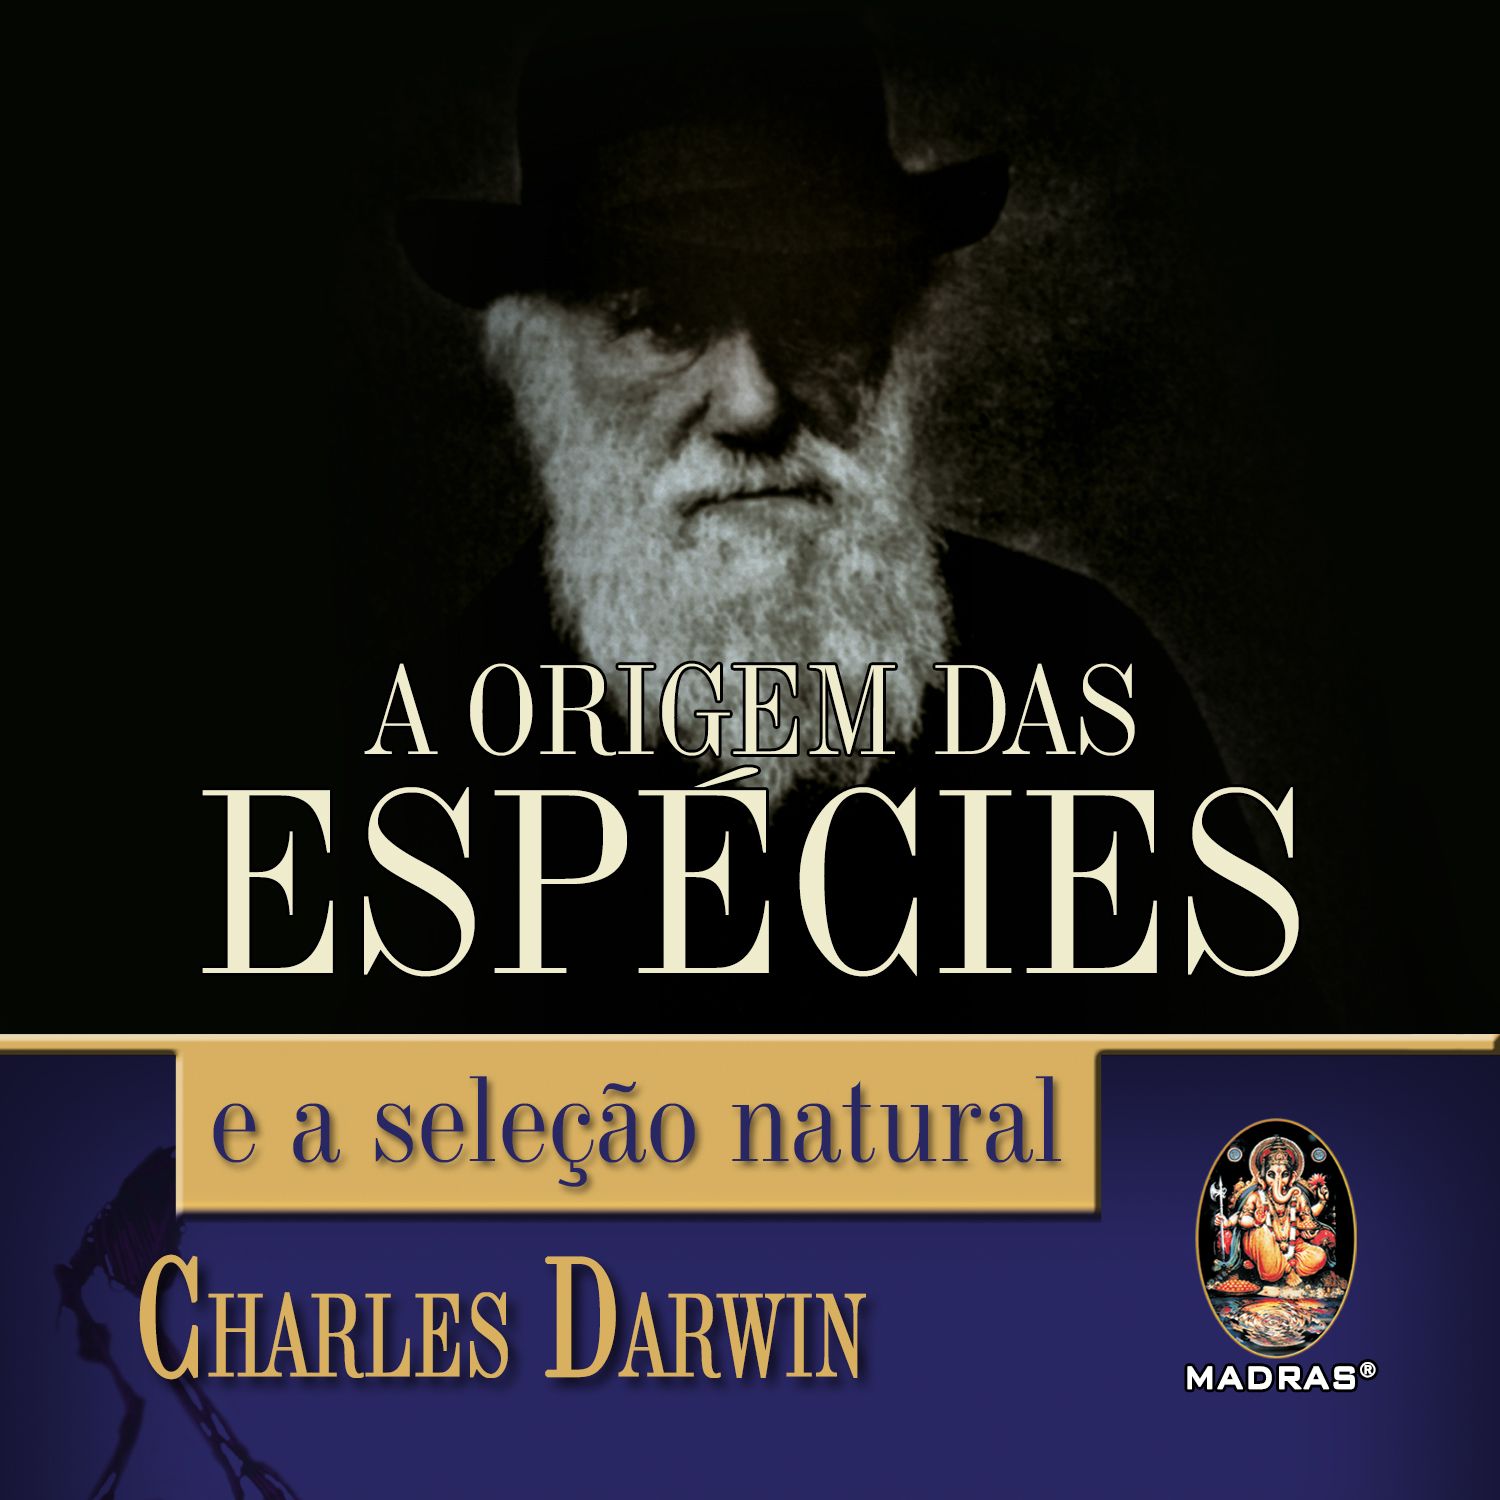 A ORIGEM DAS
ESPÉCIES
e a seleção natural
CHARLES DARWIN
MADRAS®